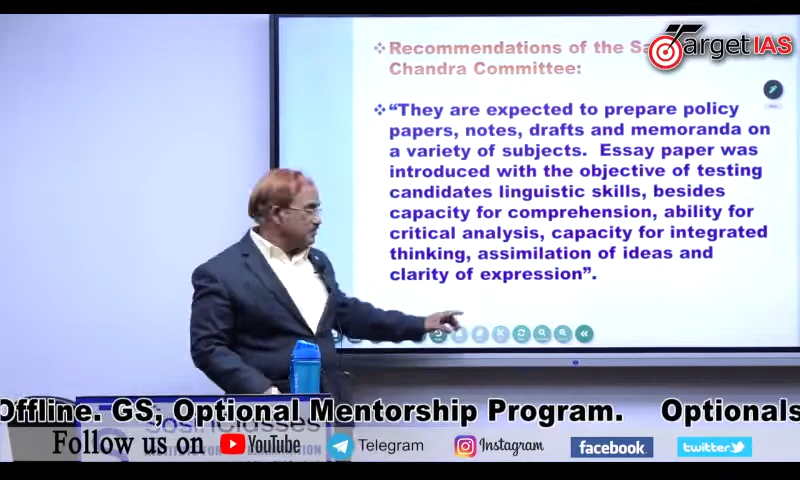 Target IAS
❖Recommendations of the Sa
Chandra Committee:
❖“They are expected to prepare policy
papers, notes, drafts and memoranda on
a variety of subjects.  Essay paper was
introduced with the objective of testing
candidates linguistic skills, besides
capacity for comprehension, ability for
critical analysis, capacity for integrated
thinking, assimilation of ideas and
clarity of expression”.
Offline. GS, Optional Mentorship Program.    Optionals
Classes
Follow us on YouTube Telegram Instagram facebook twitter